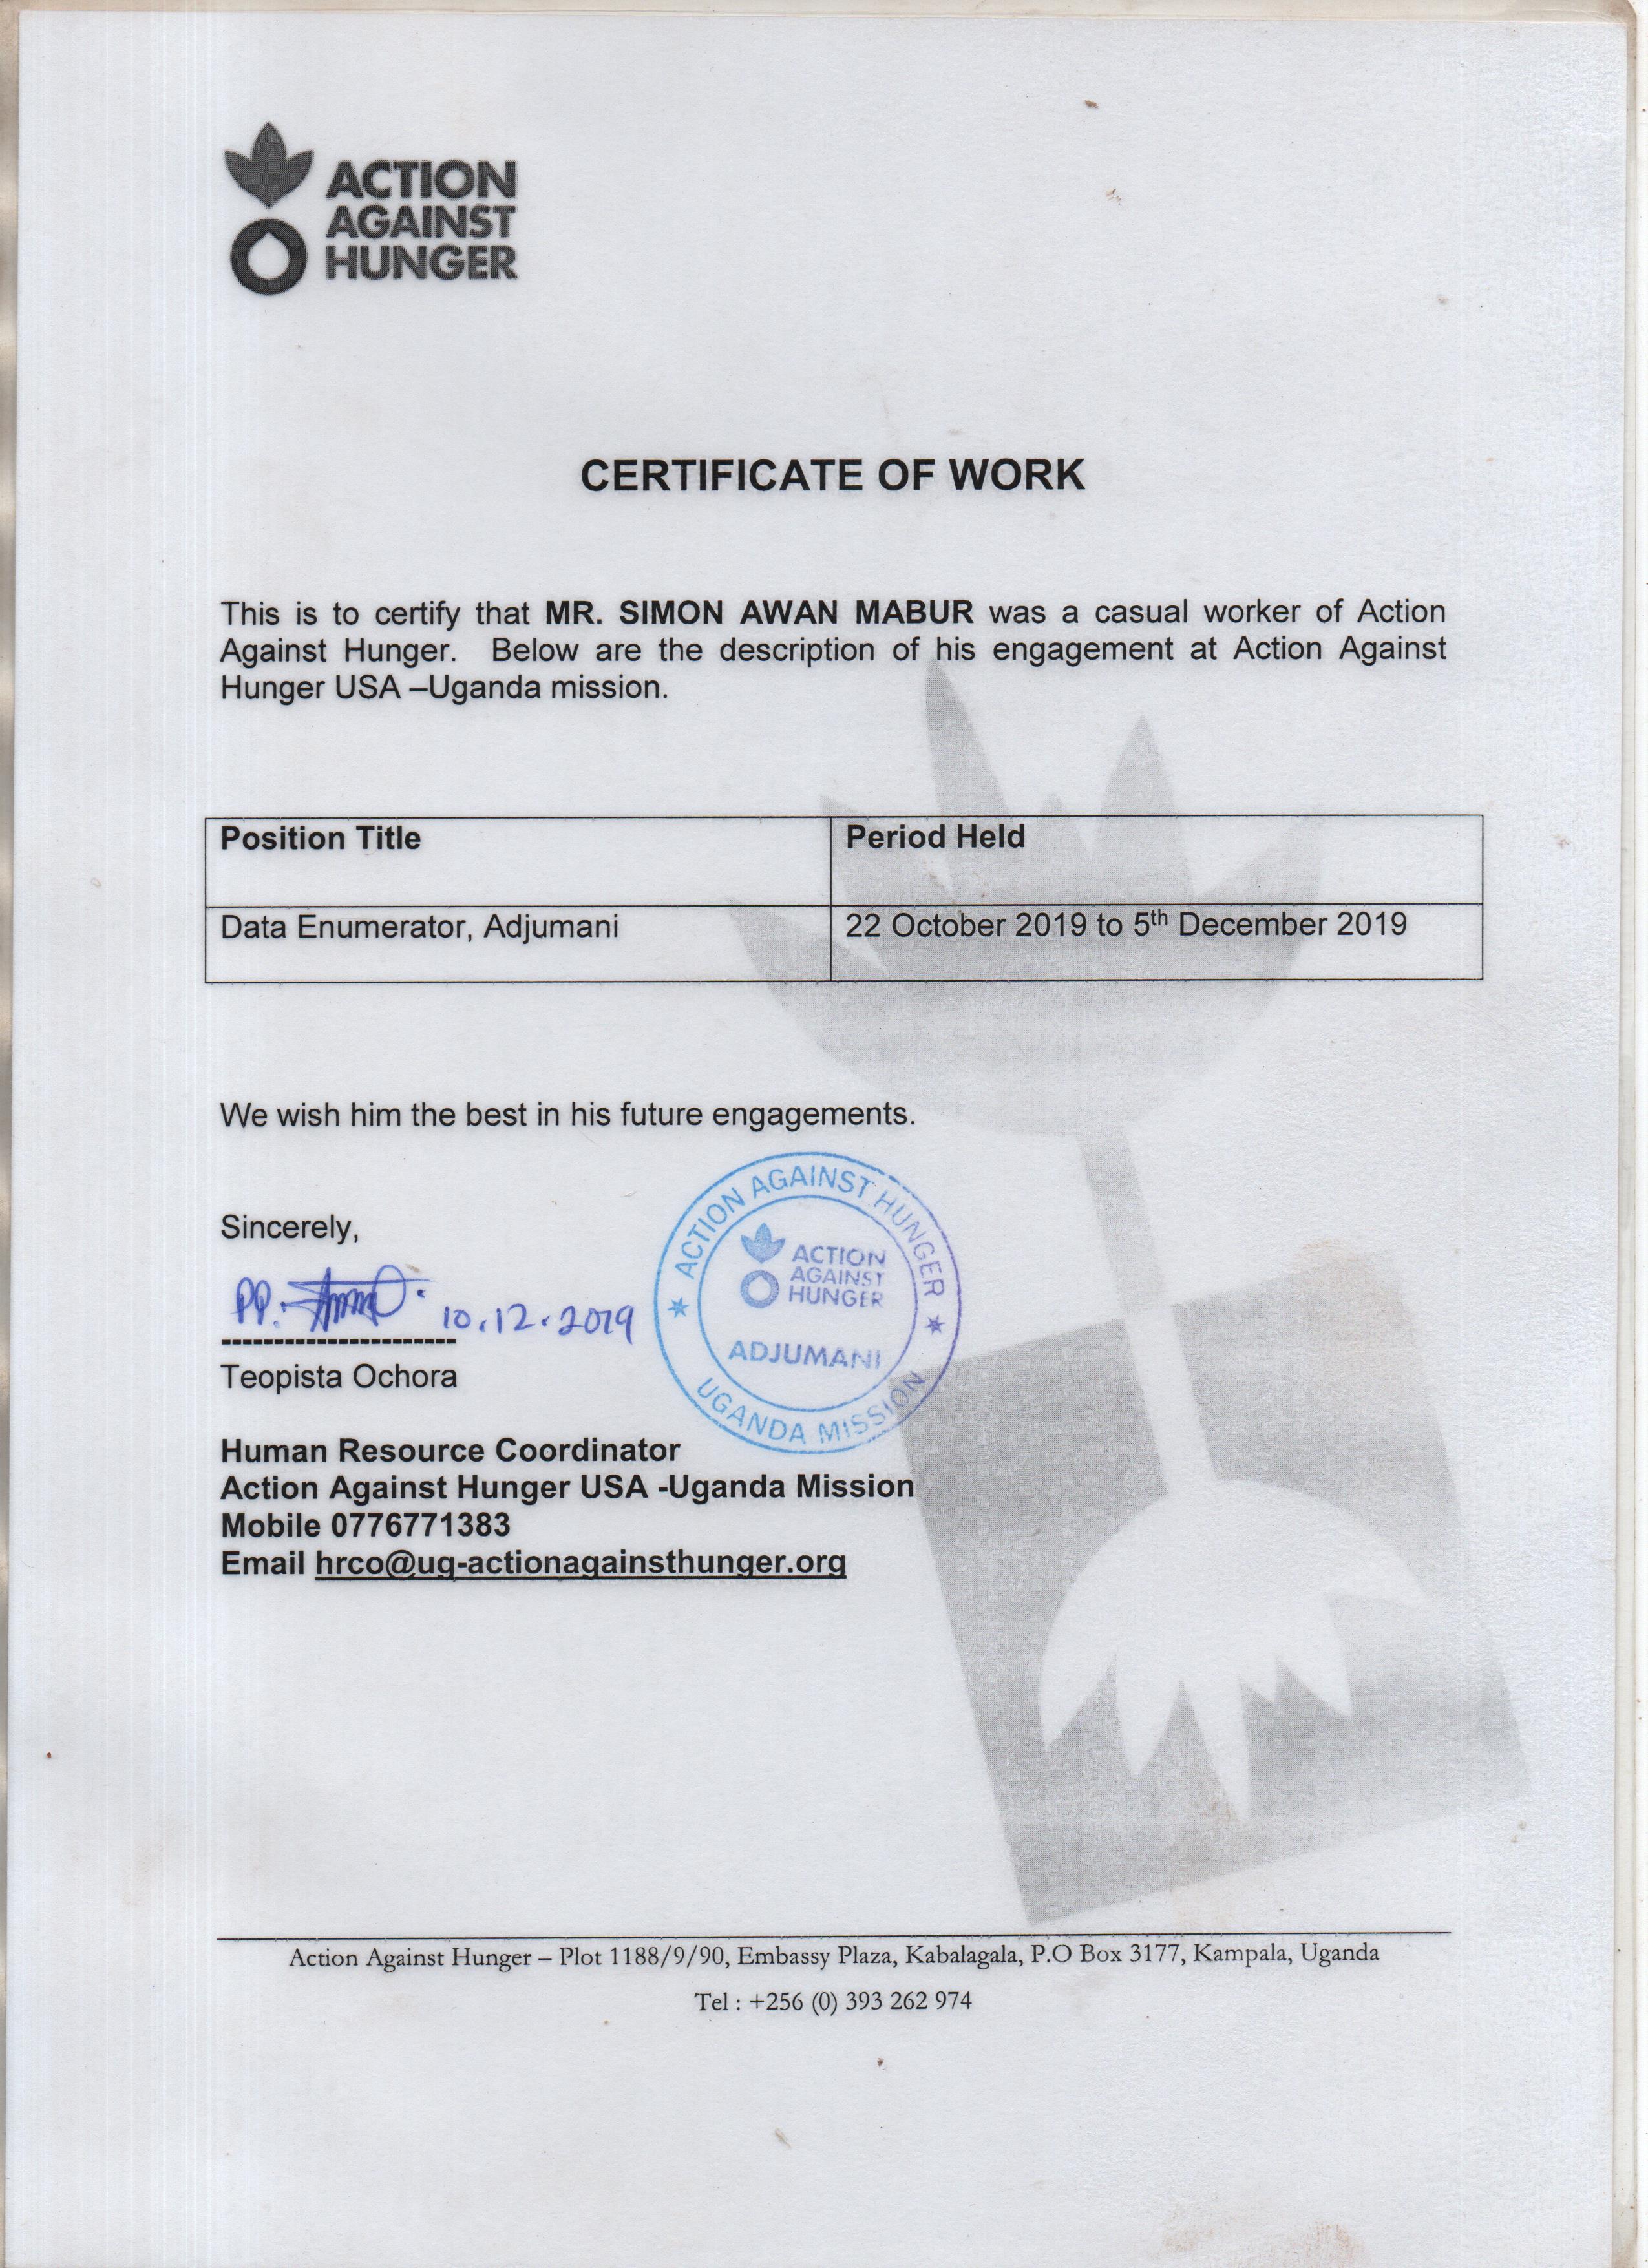 ACTION
AGAINST
HUNGER
CERTIFICATE OF WORK
This is to certify that MR. SIMON AWAN MABUR was a casual worker of Action
Against Hunger. Below are the description of his engagement at Action Against
Hunger USA –Uganda mission.
Position Title
Period Held
Data Enumerator, Adjumani
22 October 2019 to 5th December 2019
We wish him the best in his future engagements.
Sincerely,
PP. 10.12.2019
Teopista Ochora
ACTION AGAINST HUNGER
ACTION
AGAINST
HUNGER
ADJUMANI
UGANDA MISSION
Human Resource Coordinator
Action Against Hunger USA -Uganda Mission
Mobile 0776771383
Email hrco@ug-actionagainsthunger.org
Action Against Hunger – Plot 1188/9/90, Embassy Plaza, Kabalagala, P.O Box 3177, Kampala, Uganda
Tel : +256 (0) 393 262 974